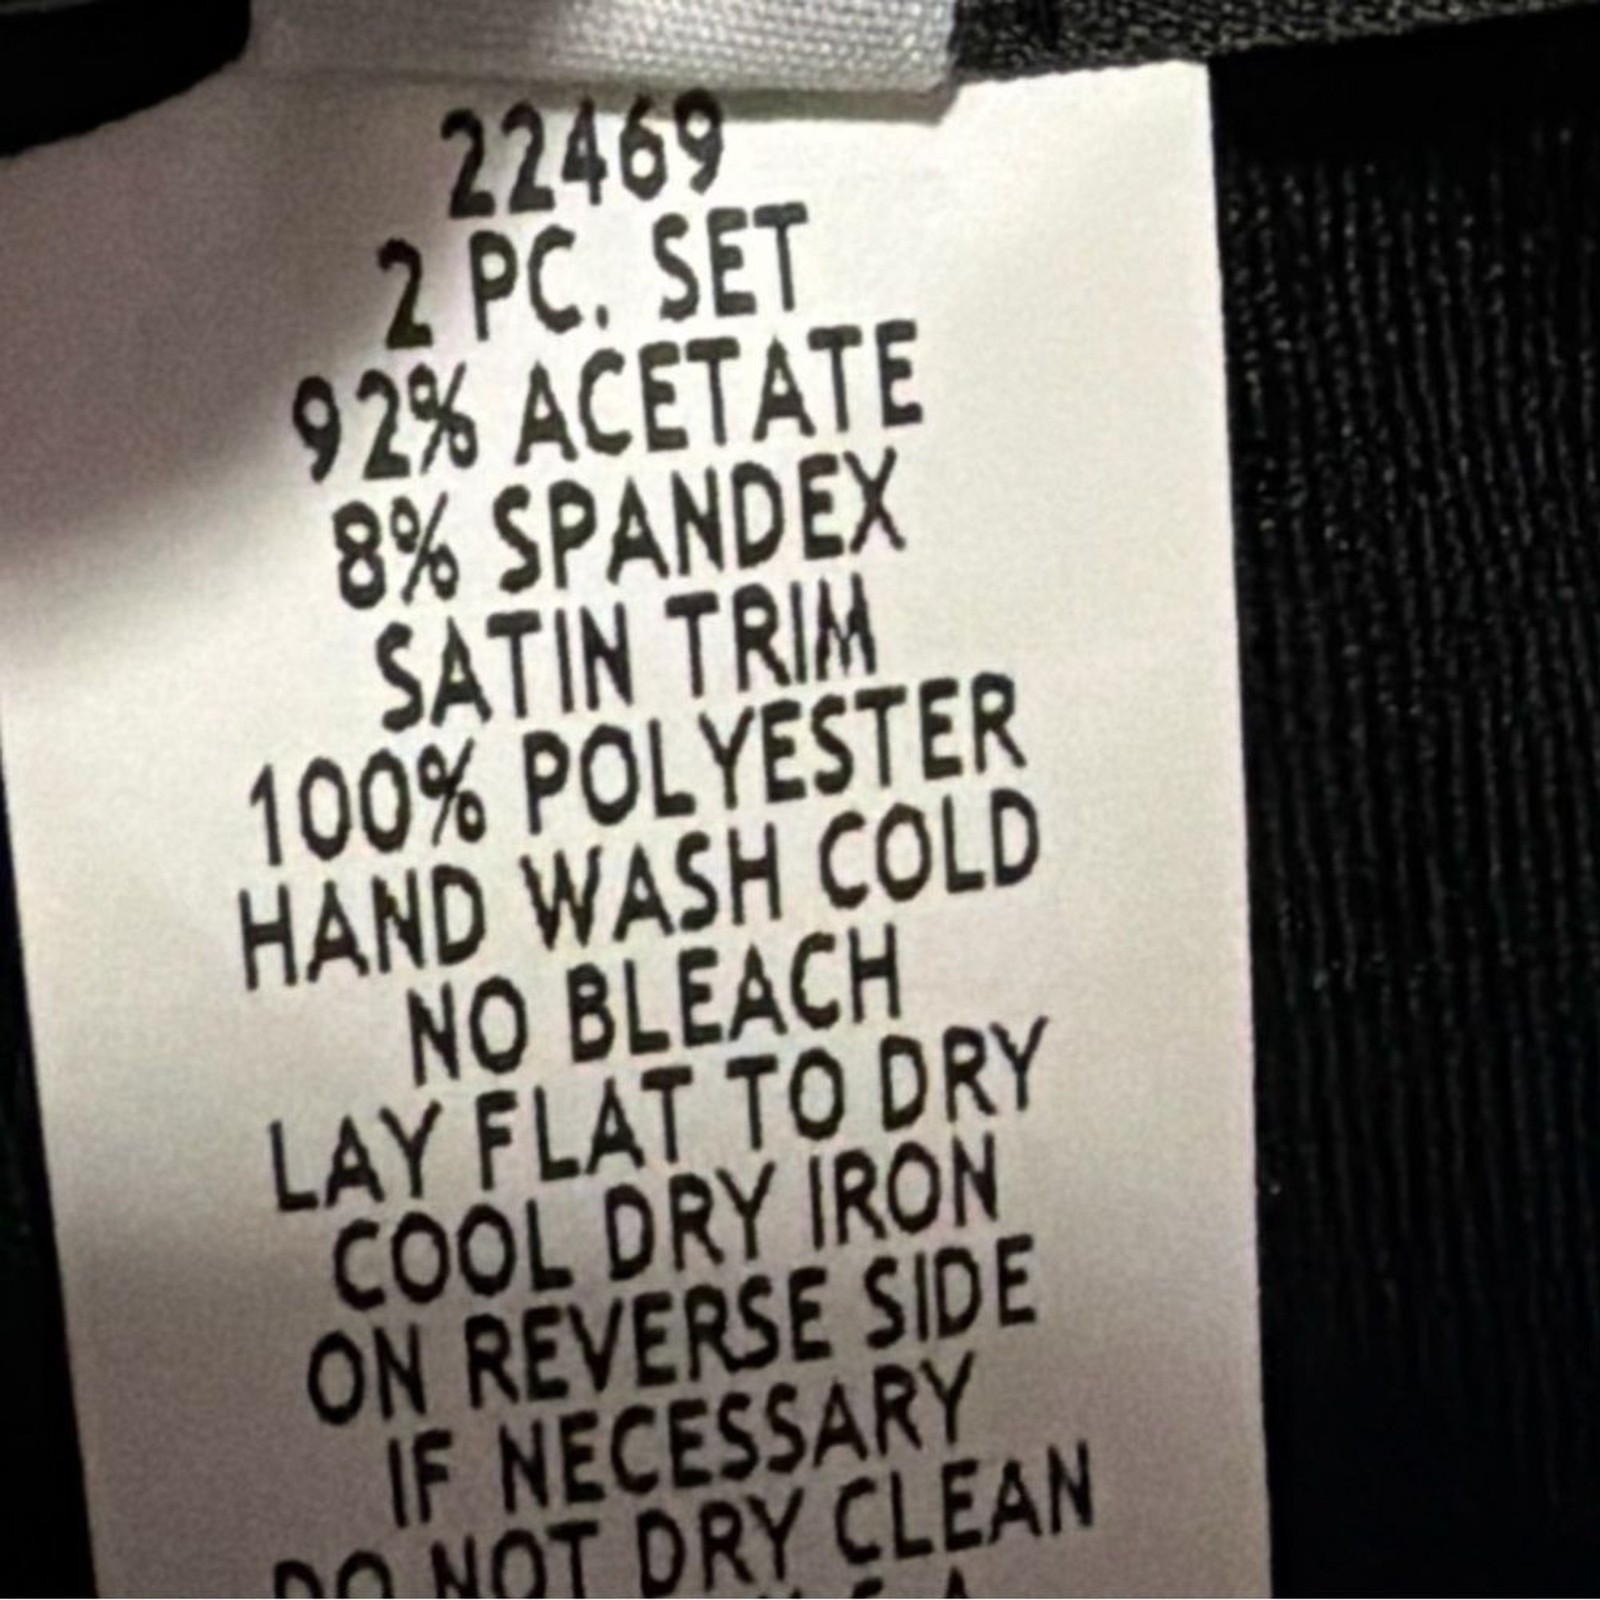 22469
2 PC. SET
92% ACETATE
8% SPANDEX
SATIN TRIM
100% POLYESTER
HAND WASH COLD
NO BLEACH
LAY FLAT TO DRY
COOL DRY IRON
ON REVERSE SIDE
IF NECESSARY
DO NOT DRY CLEAN